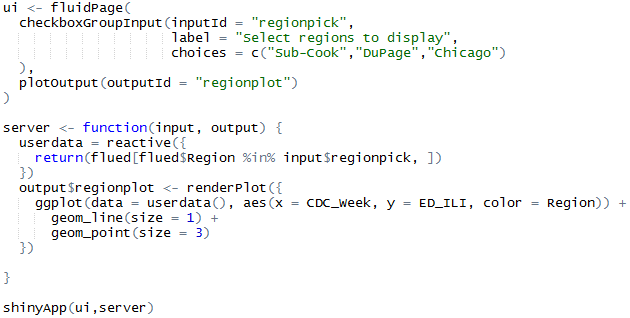 ui <- fluidPage(
  checkboxGroupInput(inputId = "regionpick",
                     label = "Select regions to display",
                     choices = c("Sub-Cook","DuPage","Chicago")
  ),
  plotOutput(outputId = "regionplot")
)

server <- function(input, output) {
  userdata = reactive({
    return(flued[flued$Region %in% input$regionpick, ])
  })
  output$regionplot <- renderPlot({
    ggplot(data = userdata(), aes(x = CDC_Week, y = ED_ILI, color = Region)) +
      geom_line(size = 1) +
      geom_point(size = 3)
  })

}

shinyApp(ui,server)